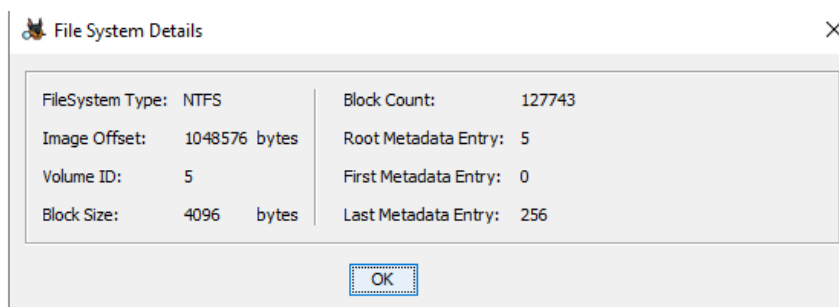 File System Details
FileSystem Type: NTFS
Image Offset: 1048576 bytes
Volume ID: 5
Block Size: 4096 bytes
Block Count: 127743
Root Metadata Entry: 5
First Metadata Entry: 0
Last Metadata Entry: 256
OK